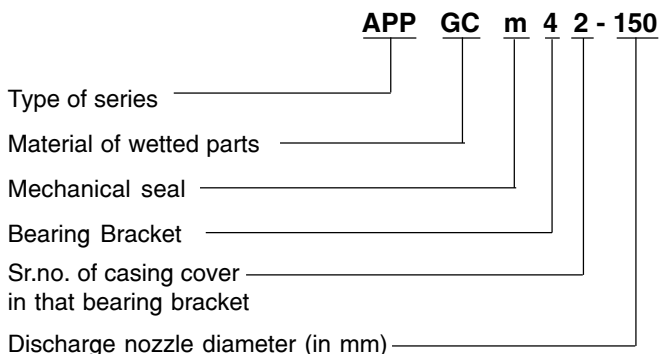 APP GC m 4 2 - 150
Type of series
Material of wetted parts
Mechanical seal
Bearing Bracket
Sr.no. of casing cover
in that bearing bracket
Discharge nozzle diameter (in mm)